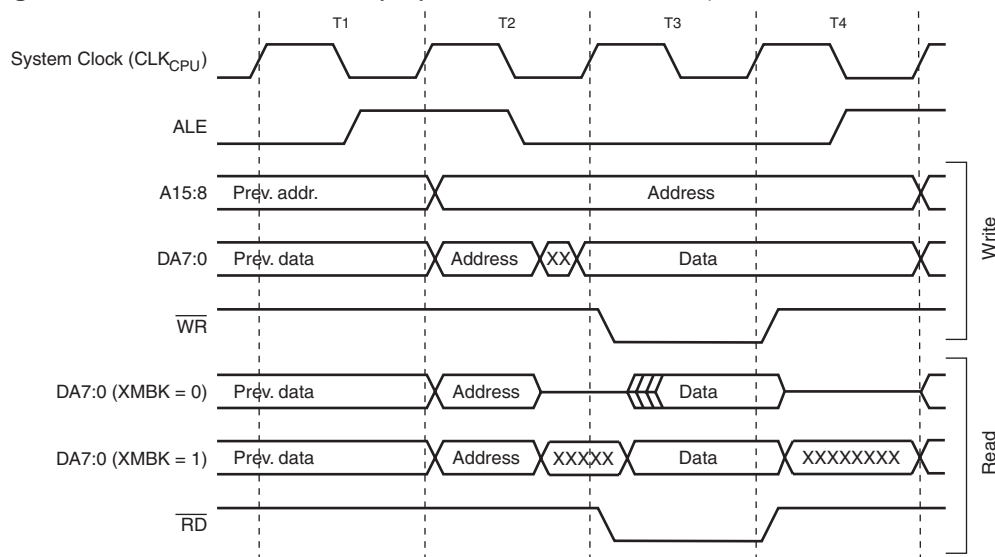 T1 T2 T3 T4
System Clock (CLKCPU)
ALE
A15:8 Prev. addr. Address
DA7:0 Prev. data Address XX Data
WR
Write
DA7:0 (XMBK = 0) Prev. data Address Data
DA7:0 (XMBK = 1) Prev. data Address XXXXX Data XXXXXXXX
RD
Read